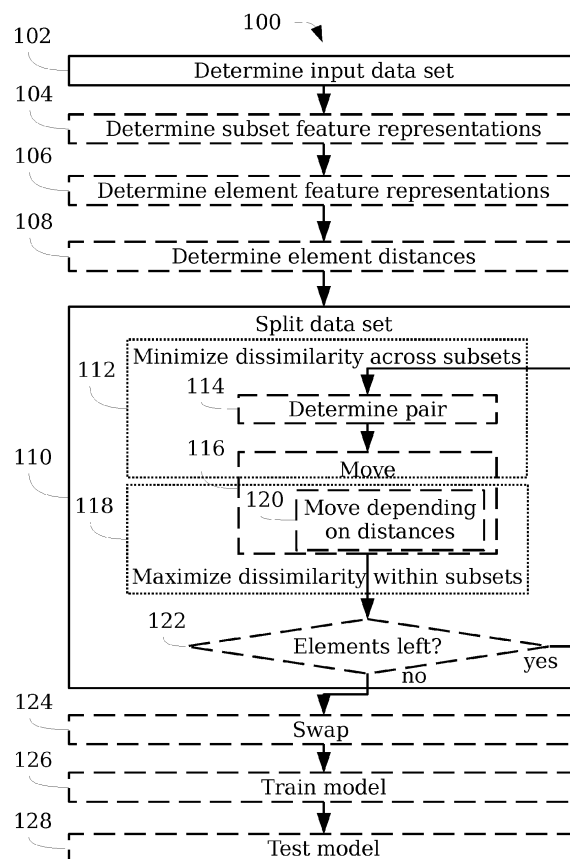 100
102
Determine input data set
104
Determine subset feature representations
106
Determine element feature representations
108
Determine element distances
Split data set
Minimize dissimilarity across subsets
112
114
Determine pair
116
Move
110
118
120
Move depending
on distances
Maximize dissimilarity within subsets
122
Elements left?
yes
no
124
Swap
126
Train model
128
Test model